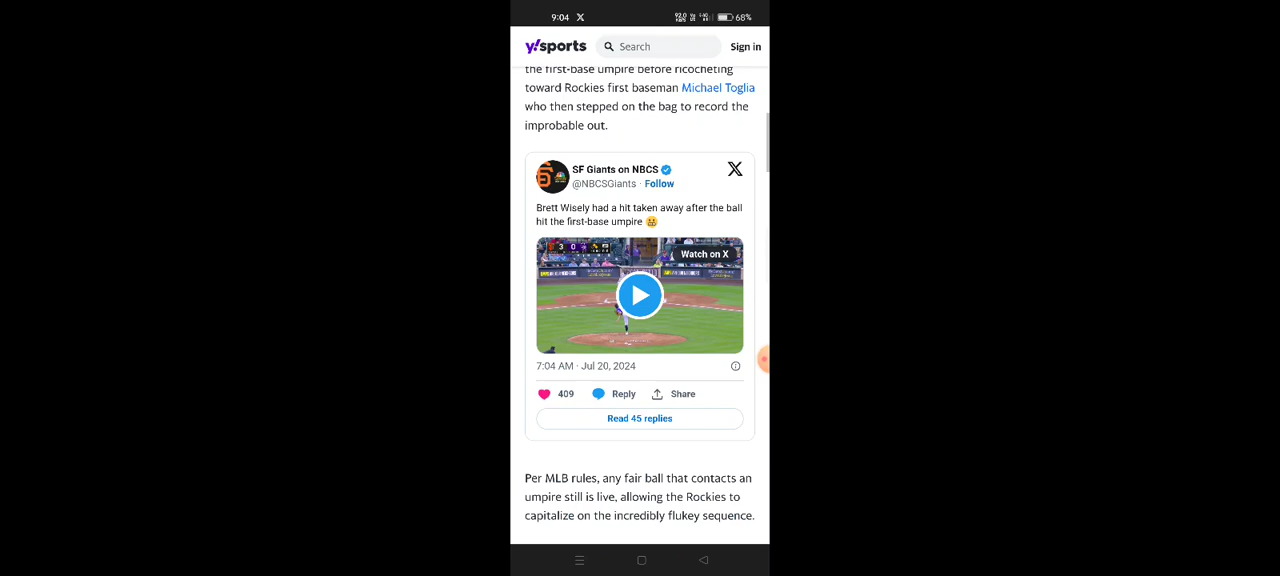 9:04 X 68%
y!sports Search Sign in
the first-base umpire before ricocheting
toward Rockies first baseman Michael Toglia
who then stepped on the bag to record the
improbable out.
SF Giants on NBCS
@NBCSGiants · Follow
Brett Wisely had a hit taken away after the ball
hit the first-base umpire
3 0
Watch on X
7:04 AM · Jul 20, 2024
409 Reply Share
Read 45 replies
Per MLB rules, any fair ball that contacts an
umpire still is live, allowing the Rockies to
capitalize on the incredibly flukey sequence.